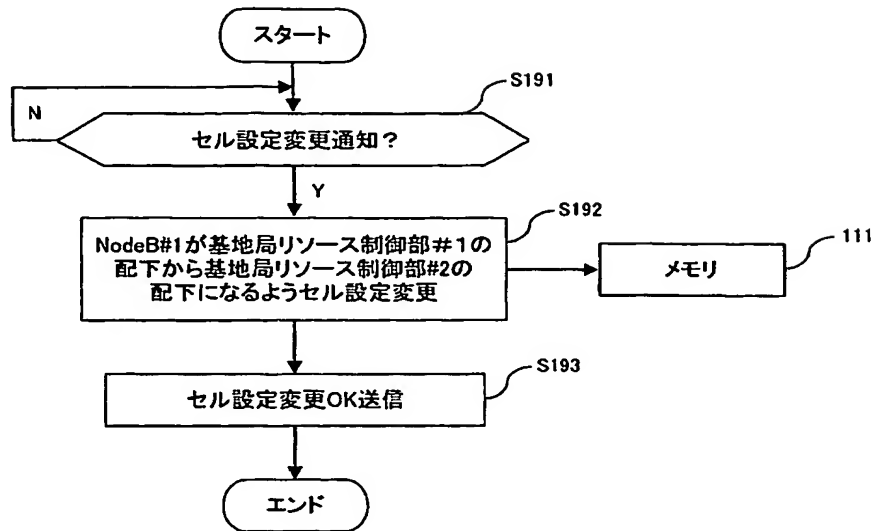 スタート
S191
N
セル設定変更通知？
Y
S192
NodeB#1が基地局リソース制御部＃1の
配下から基地局リソース制御部#2の
配下になるようセル設定変更
111
メモリ
S193
セル設定変更OK送信
エンド